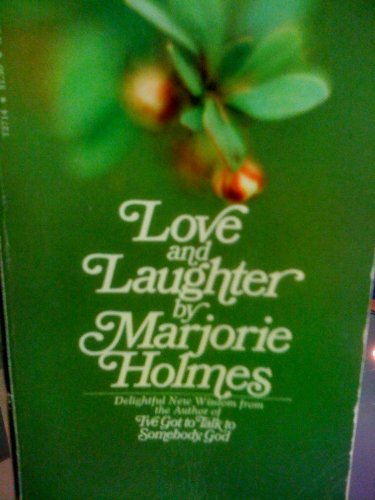 Love
and
Laughter
by
Marjorie
Holmes
Delightful New Wisdom from
the Author of
I've Got to Talk to
Somebody, God